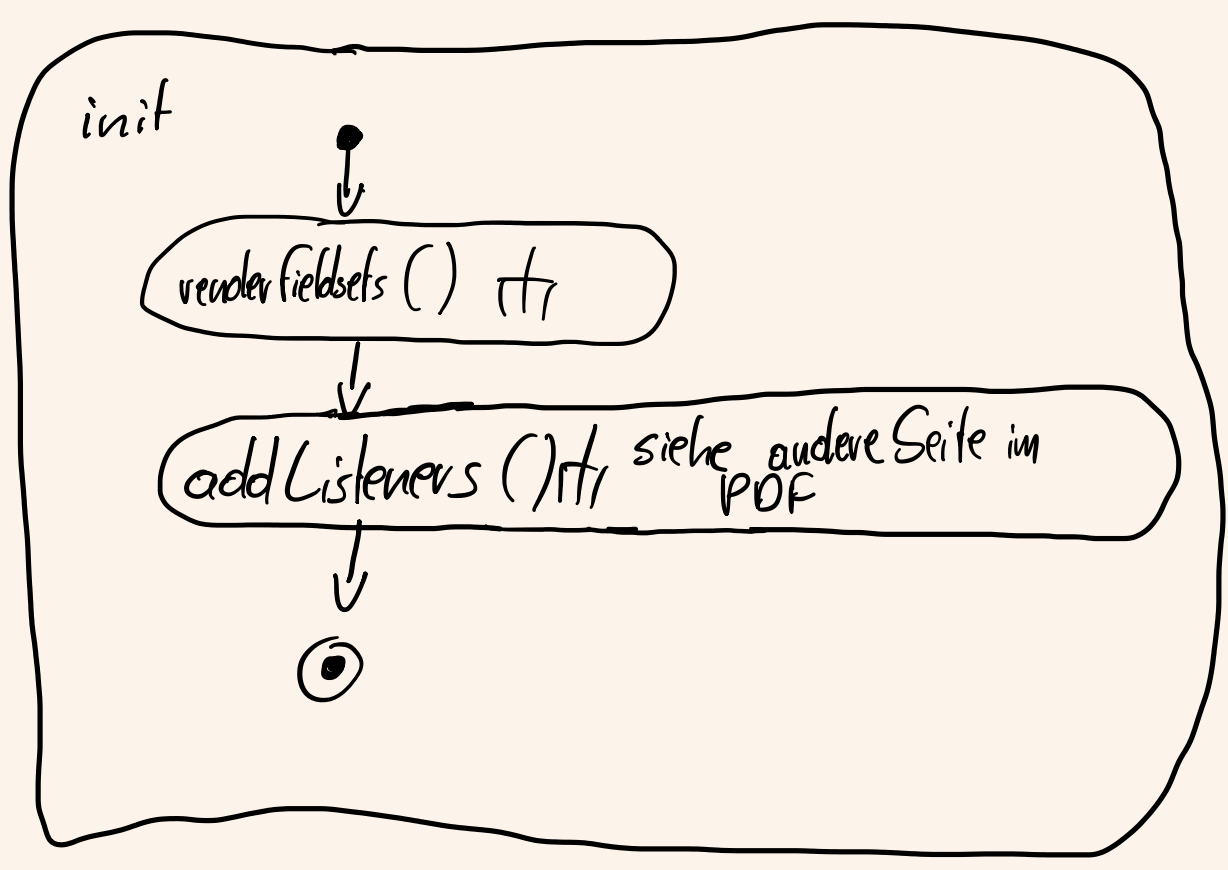 init
renderfieldsets ()
addListeners () siehe andere Seite im
PDF